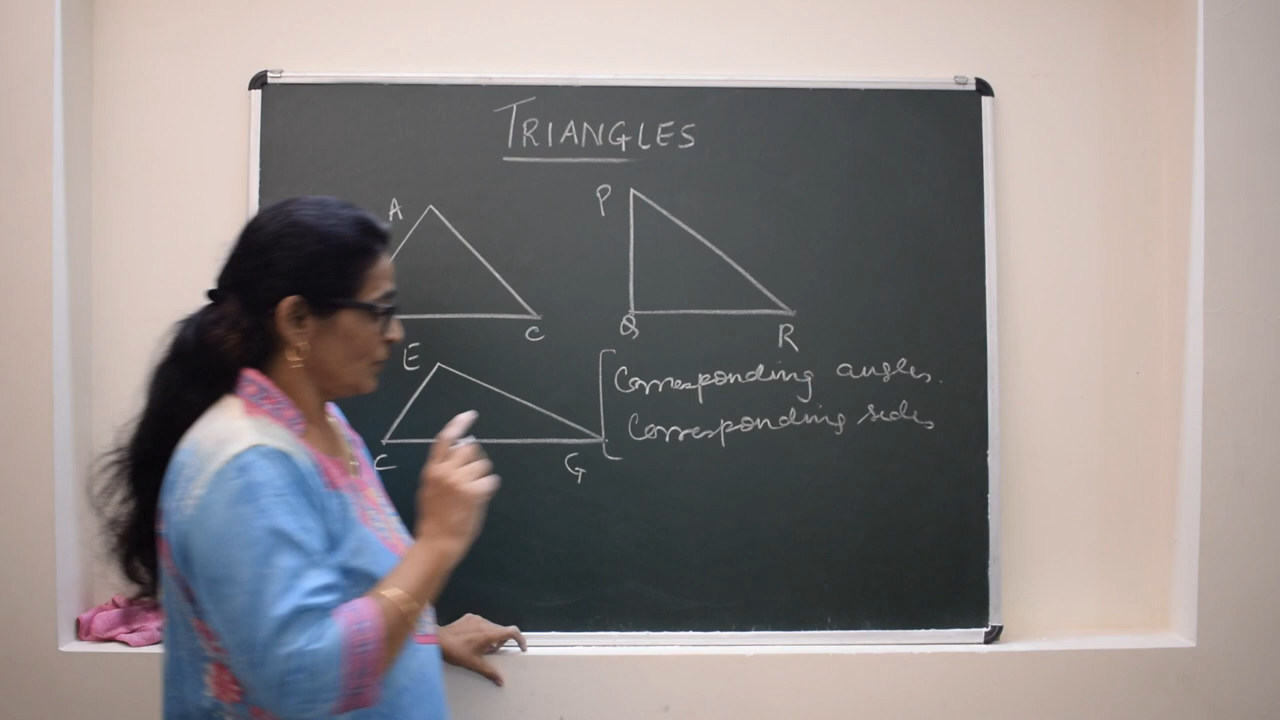 TRIANGLES
A
P
C
Q
R
E
Corresponding angles.
Corresponding sides
C
G